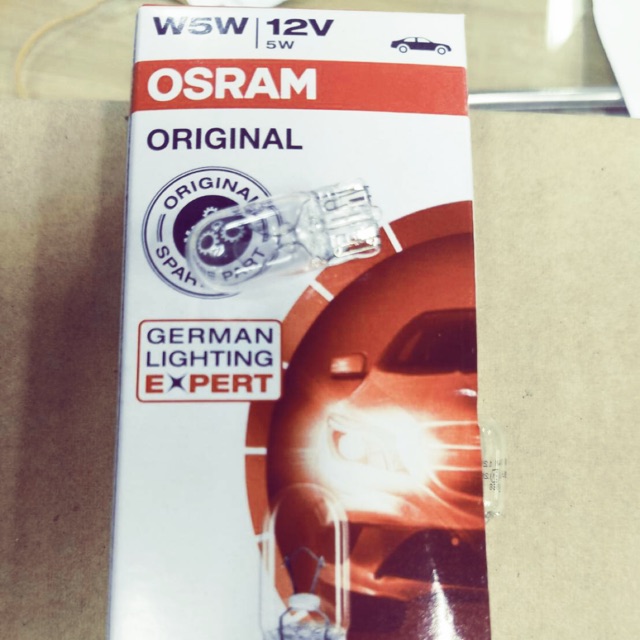 W5W 12V
5W
OSRAM
ORIGINAL
ORIGINAL
SPARE PART
GERMAN
LIGHTING
EXPERT